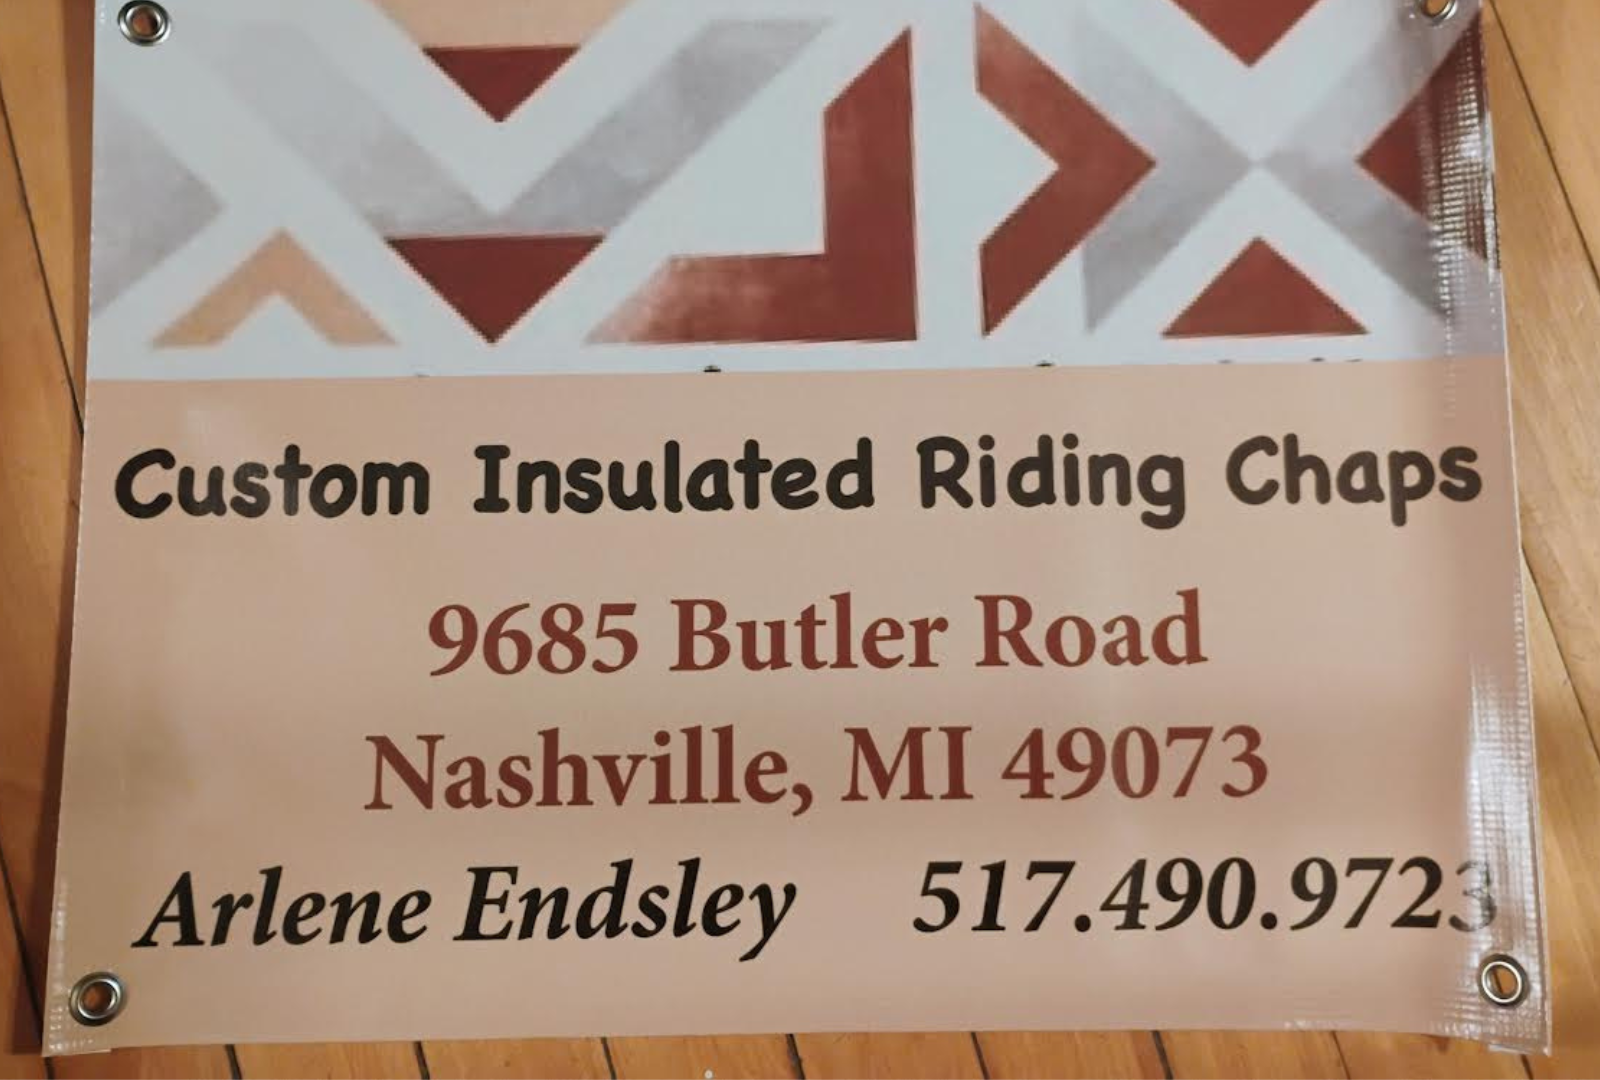 Custom Insulated Riding Chaps
9685 Butler Road
Nashville, MI 49073
Arlene Endsley 517.490.9723